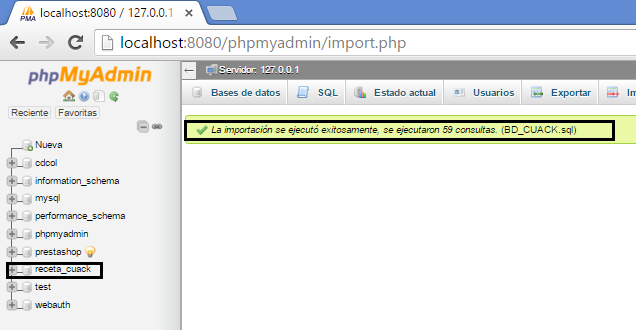 localhost:8080 / 127.0.0.1
localhost:8080/phpmyadmin/import.php
phpMyAdmin
Reciente Favoritas
Nueva
cdcol
information_schema
mysql
performance_schema
phpmyadmin
prestashop
receta_cuack
test
webauth
Servidor: 127.0.0.1
Bases de datos SQL Estado actual Usuarios Exportar Im
La importación se ejecutó exitosamente, se ejecutaron 59 consultas. (BD_CUACK.sql)